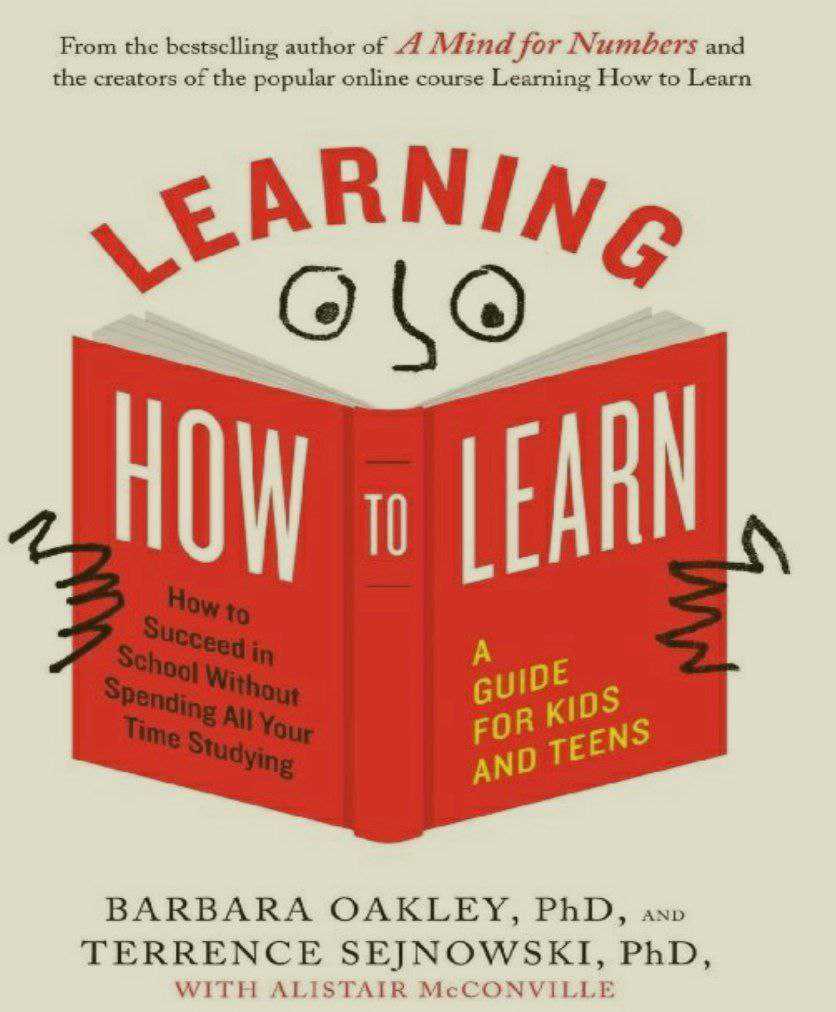 From the bestselling author of A Mind for Numbers and
the creators of the popular online course Learning How to Learn
LEARNING
HOW
TO
LEARN
How to
Succeed in
School Without
Spending All Your
Time Studying
A
GUIDE
FOR KIDS
AND TEENS
BARBARA OAKLEY, PhD, AND
TERRENCE SEJNOWSKI, PhD,
WITH ALISTAIR McCONVILLE